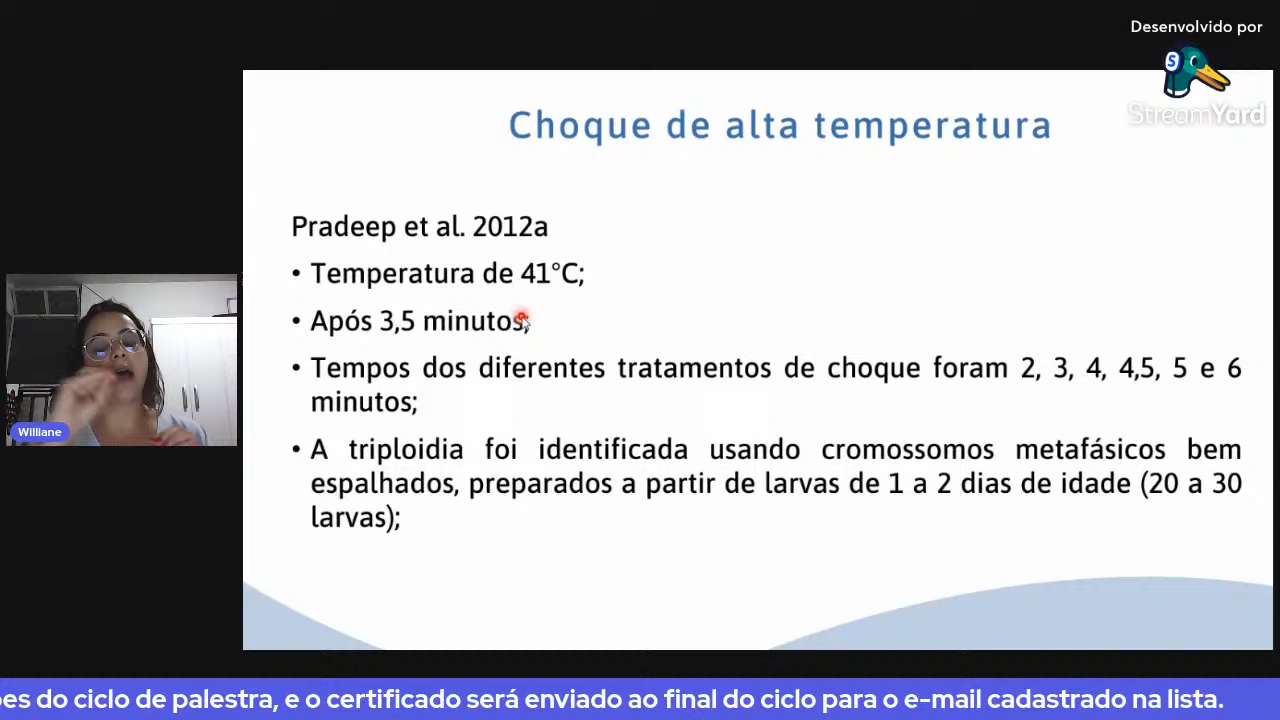 Desenvolvido por
S
StreamYard
Choque de alta temperatura
Pradeep et al. 2012a
• Temperatura de 41°C;
• Após 3,5 minutos;
• Tempos dos diferentes tratamentos de choque foram 2, 3, 4, 4,5, 5 e 6
minutos;
• A triploidia foi identificada usando cromossomos metafásicos bem
espalhados, preparados a partir de larvas de 1 a 2 dias de idade (20 a 30
larvas);
Williane
do ciclo de palestra, e o certificado será enviado ao final do ciclo para o e-mail cadastrado na lista.